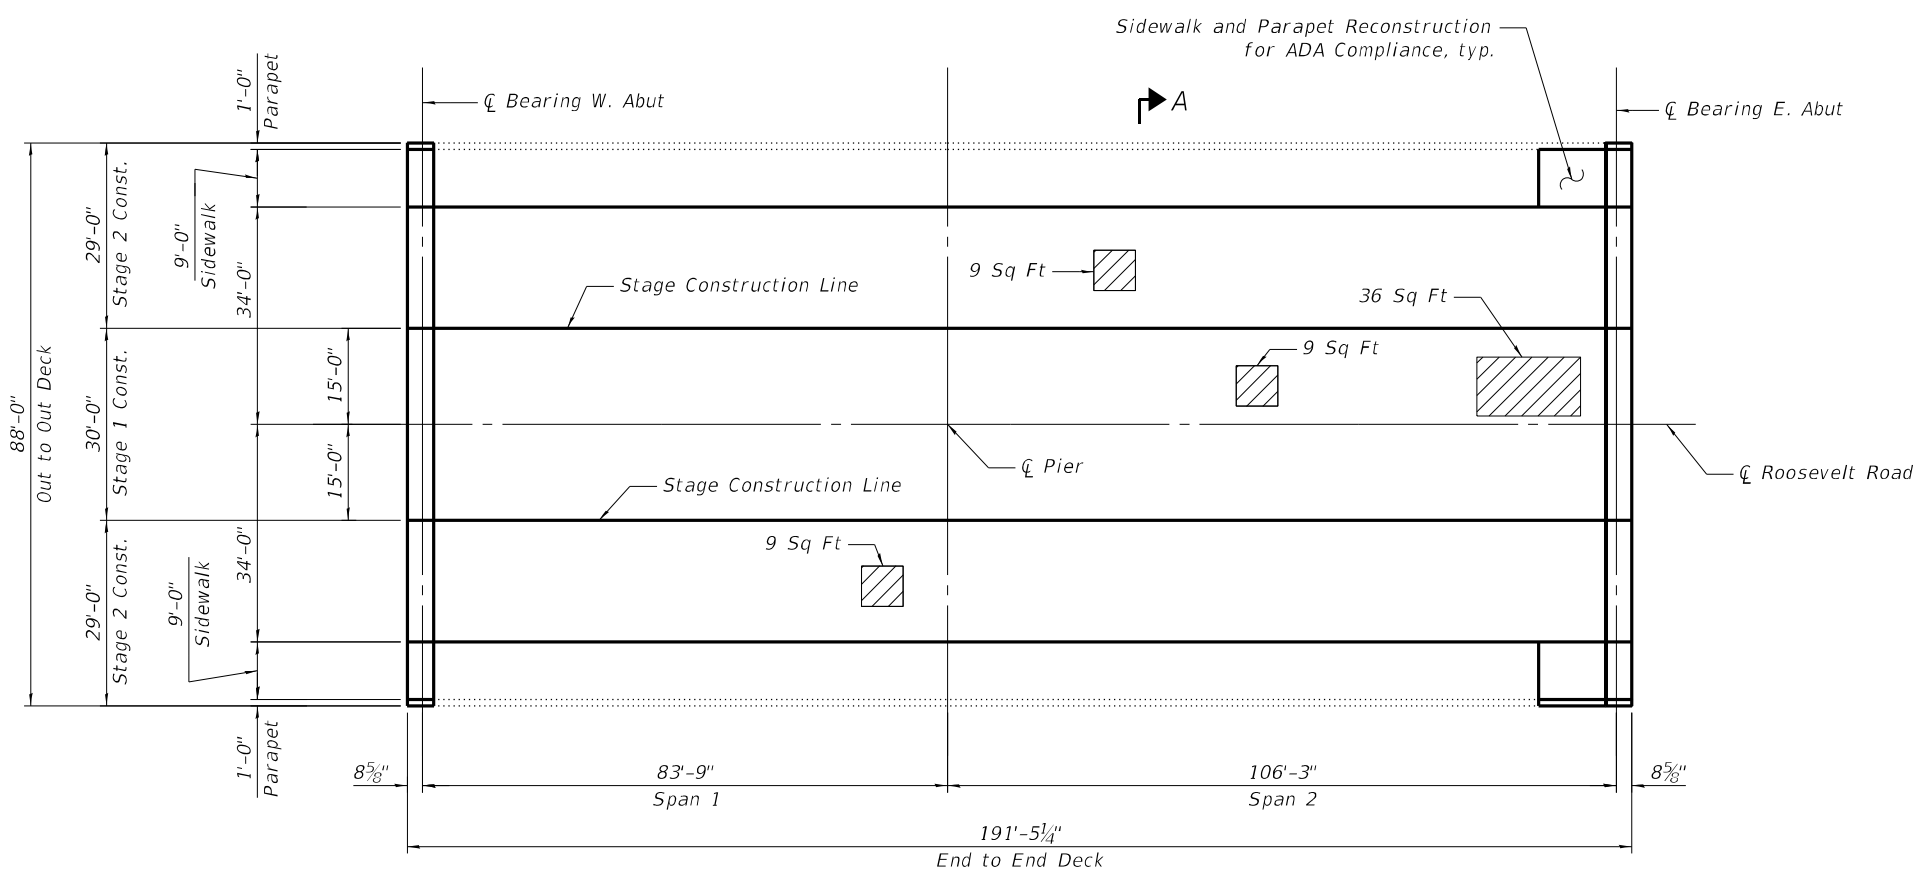 Sidewalk and Parapet Reconstruction
for ADA Compliance, typ.
1'-0"
Parapet
℄ Bearing W. Abut
A
℄ Bearing E. Abut
88'-0"
Out to Out Deck
29'-0"
Stage 2 Const.
9'-0"
Sidewalk
34'-0"
30'-0"
Stage 1 Const.
15'-0"
15'-0"
29'-0"
Stage 2 Const.
9'-0"
Sidewalk
34'-0"
1'-0"
Parapet
Stage Construction Line
9 Sq Ft
36 Sq Ft
9 Sq Ft
℄ Pier
℄ Roosevelt Road
Stage Construction Line
9 Sq Ft
8⅝"
83'-9"
Span 1
106'-3"
Span 2
8⅝"
191'-5¼"
End to End Deck